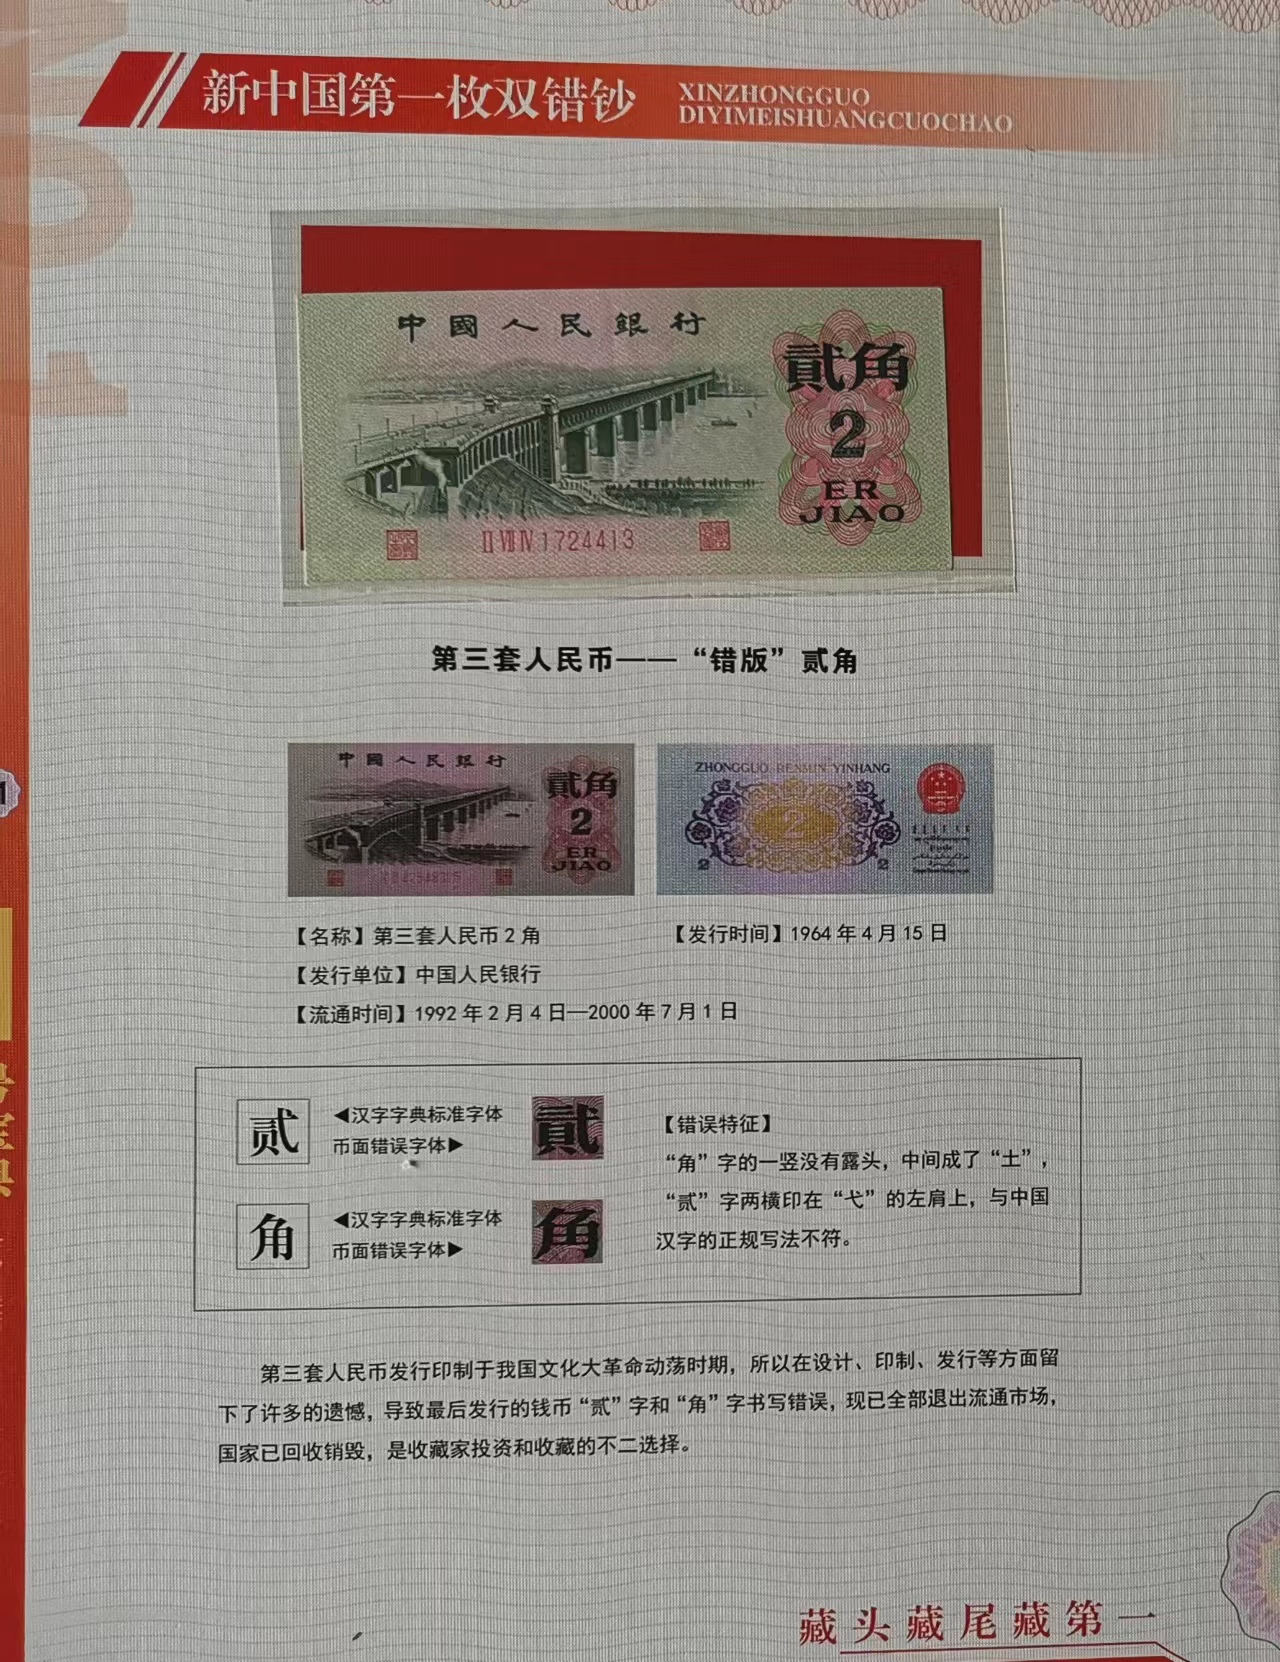 新中国第一枚双错钞
XINZHONGGUO
DIYIMEISHUANGCUOCHAO
中國人民銀行
貳角
2
ER
JIAO
ⅡⅦⅣ1724413
第三套人民币——“错版”贰角
中國人民銀行
貳角
2
ER
JIAO
ZHONGGUO RENMIN YINHANG
2
2
2
【名称】第三套人民币2角
【发行时间】1964年4月15日
【发行单位】中国人民银行
【流通时间】1992年2月4日—2000年7月1日
贰
◀汉字字典标准字体
币面错误字体▶
貳
角
◀汉字字典标准字体
币面错误字体▶
角
【错误特征】
“角”字的一竖没有露头，中间成了“土”，
“贰”字两横印在“弋”的左肩上，与中国
汉字的正规写法不符。
第三套人民币发行印制于我国文化大革命动荡时期，所以在设计、印制、发行等方面留
下了许多的遗憾，导致最后发行的钱币“贰”字和“角”字书写错误，现已全部退出流通市场，
国家已回收销毁，是收藏家投资和收藏的不二选择。
藏头藏尾藏第一